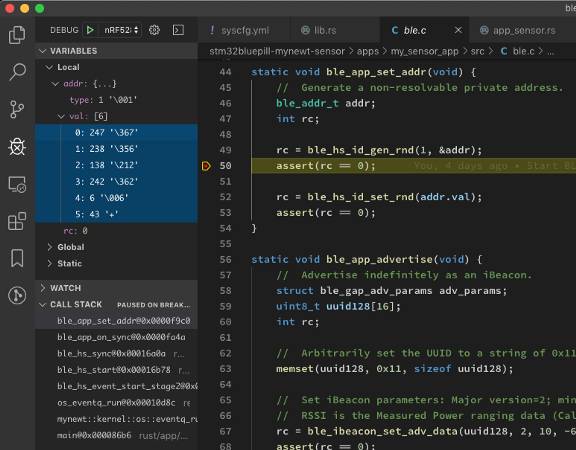 ble
DEBUG nRF52
syscfg.yml lib.rs ble.c app_sensor.rs
VARIABLES
stm32bluepill-mynewt-sensor > apps > my_sensor_app > src > ble.c > ...
Local
addr: {...}
type: 1 '\001'
val: [6]
0: 247 '\367'
1: 238 '\356'
2: 138 '\212'
3: 242 '\362'
4: 6 '\006'
5: 43 '+'
rc: 0
Global
Static
WATCH
CALL STACK PAUSED ON BREAK...
ble_app_set_addr@0x0000f9c0
ble_app_on_sync@0x0000fa4a
ble_hs_sync@0x00016a0a r...
ble_hs_start@0x00016b78 r...
ble_hs_event_start_stage2@0x0
os_eventq_run@0x00010d8c re...
mynewt::kernel::os::eventq_ru
main@0x000086b6 rust/app/...
44 static void ble_app_set_addr(void) {
45 // Generate a non-resolvable private address.
46 ble_addr_t addr;
47 int rc;
48
49 rc = ble_hs_id_gen_rnd(1, &addr);
50 assert(rc == 0); You, 4 days ago • Start BL
51
52 rc = ble_hs_id_set_rnd(addr.val);
53 assert(rc == 0);
54 }
55
56 static void ble_app_advertise(void) {
57 // Advertise indefinitely as an iBeacon.
58 struct ble_gap_adv_params adv_params;
59 uint8_t uuid128[16];
60 int rc;
61
62 // Arbitrarily set the UUID to a string of 0x11
63 memset(uuid128, 0x11, sizeof uuid128);
64
65 // Set iBeacon parameters: Major version=2; min
66 // RSSI is the Measured Power ranging data (Cal
67 rc = ble_ibeacon_set_adv_data(uuid128, 2, 10, -6
68 assert(rc == 0);